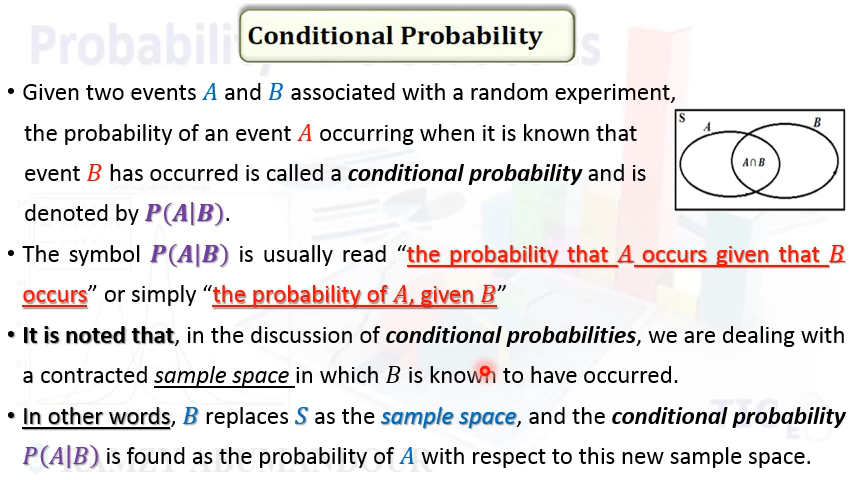 Conditional Probability
• Given two events A and B associated with a random experiment,
the probability of an event A occurring when it is known that
event B has occurred is called a conditional probability and is
denoted by P(A|B).
S
A
B
A∩B
• The symbol P(A|B) is usually read “the probability that A occurs given that B
occurs” or simply “the probability of A, given B”
• It is noted that, in the discussion of conditional probabilities, we are dealing with
a contracted sample space in which B is known to have occurred.
• In other words, B replaces S as the sample space, and the conditional probability
P(A|B) is found as the probability of A with respect to this new sample space.